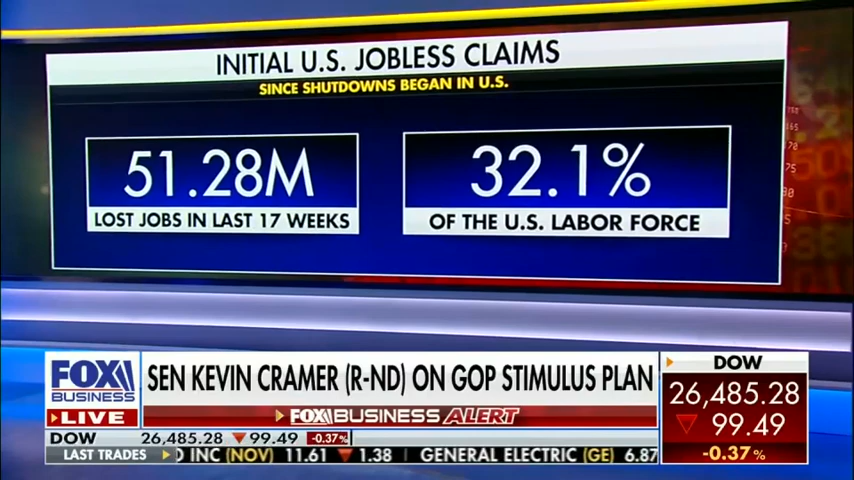 INITIAL U.S. JOBLESS CLAIMS
SINCE SHUTDOWNS BEGAN IN U.S.
51.28M
LOST JOBS IN LAST 17 WEEKS
32.1%
OF THE U.S. LABOR FORCE
FOX BUSINESS
LIVE
SEN KEVIN CRAMER (R-ND) ON GOP STIMULUS PLAN
FOX BUSINESS ALERT
DOW
26,485.28
99.49
-0.37%
DOW 26,485.28 ▼ 99.49 -0.37%
LAST TRADES INC (NOV) 11.61 ▼ 1.38 GENERAL ELECTRIC (GE) 6.87